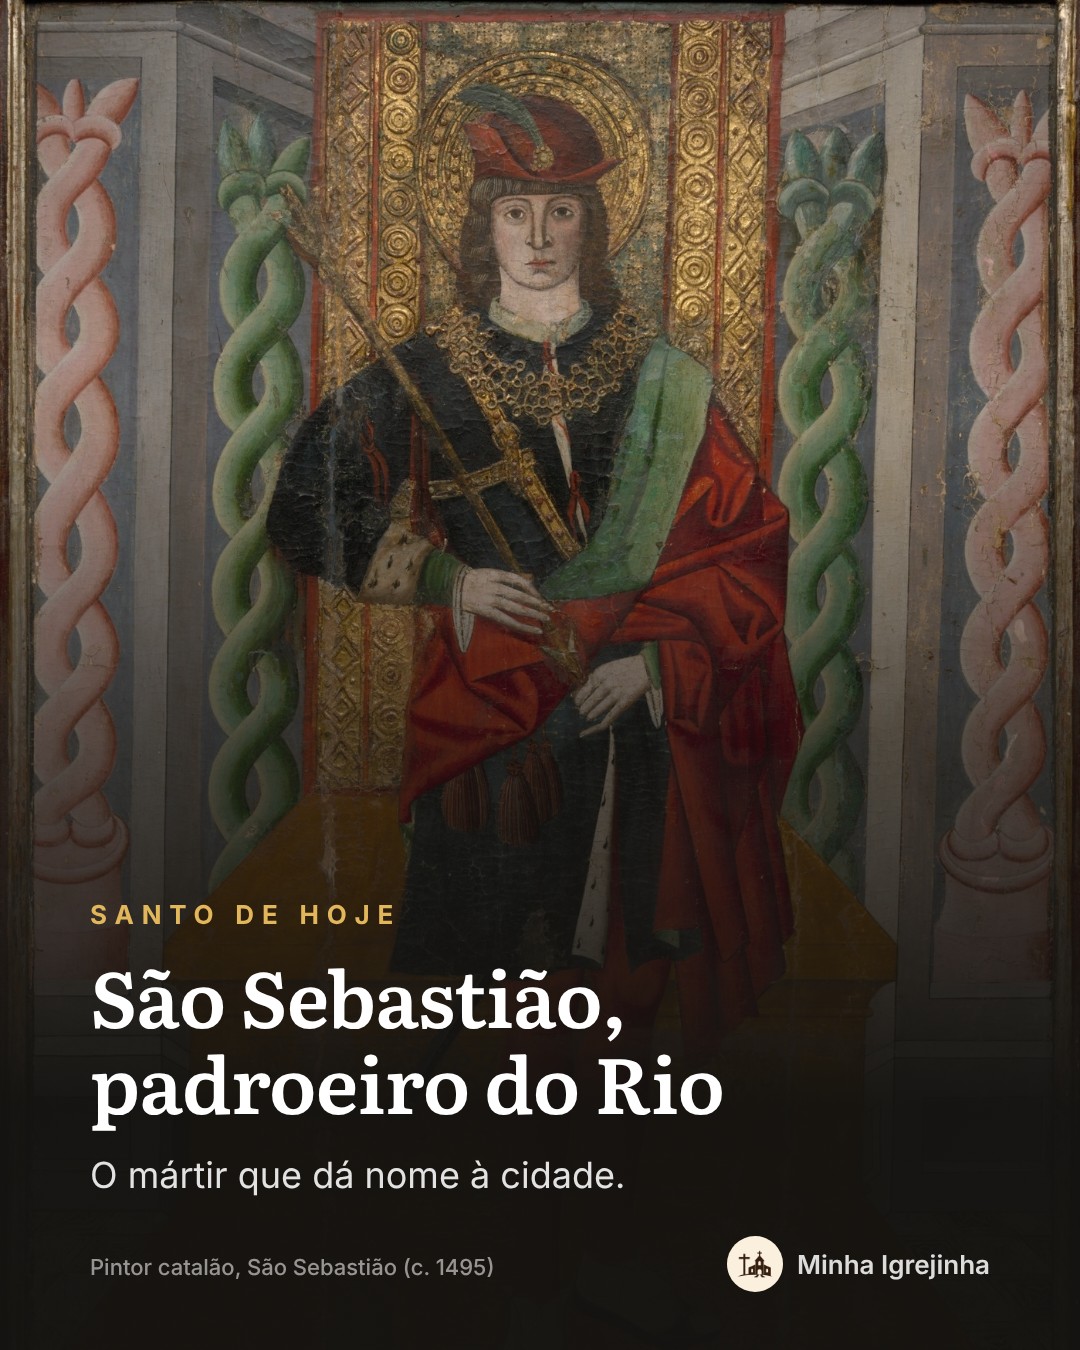 SANTO DE HOJE
São Sebastião,
padroeiro do Rio
O mártir que dá nome à cidade.
Pintor catalão, São Sebastião (c. 1495)
Minha Igrejinha